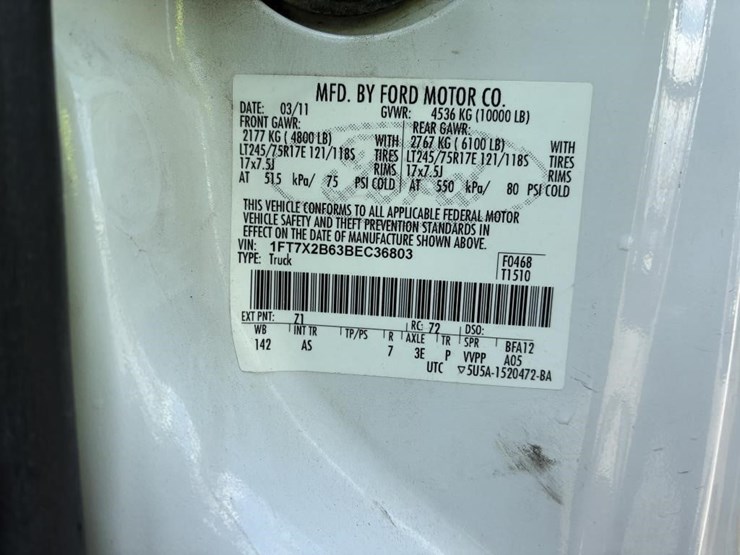 MFD. BY FORD MOTOR CO.
DATE: 03/11 GVWR: 4536 KG (10000 LB)
FRONT GAWR: REAR GAWR:
2177 KG ( 4800 LB) WITH 2767 KG ( 6100 LB) WITH
LT245/75R17E 121/118S TIRES LT245/75R17E 121/118S TIRES
17x7.5J RIMS 17x7.5J RIMS
AT 515 kPa/ 75 PSI COLD AT 550 kPa/ 80 PSI COLD
THIS VEHICLE CONFORMS TO ALL APPLICABLE FEDERAL MOTOR
VEHICLE SAFETY AND THEFT PREVENTION STANDARDS IN
EFFECT ON THE DATE OF MANUFACTURE SHOWN ABOVE.
VIN: 1FT7X2B63BEC36803
TYPE: Truck
F0468
T1510
EXT PNT: Z1 RC: 72 DSO:
WB INT TR TP/PS R AXLE TR SPR BFA12
142 AS 7 3E P VVPP A05
UTC ▽5U5A-1520472-BA